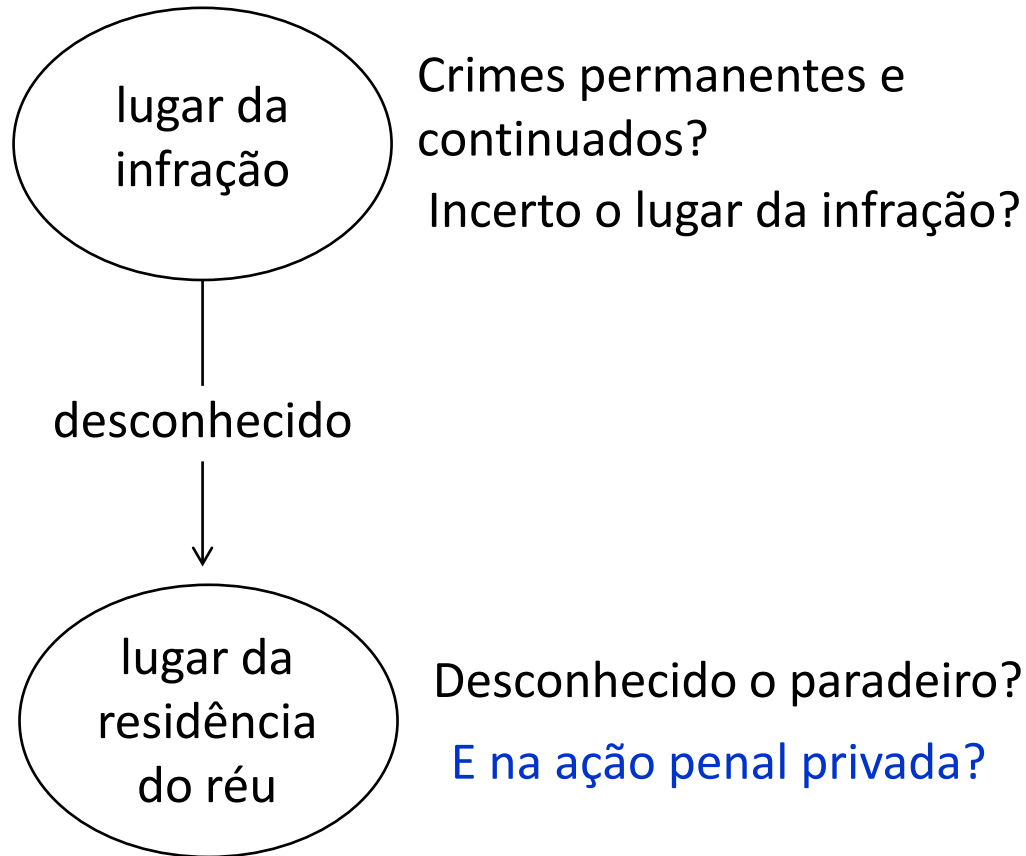 lugar da
infração
Crimes permanentes e
continuados?
Incerto o lugar da infração?
desconhecido
lugar da
residência
do réu
Desconhecido o paradeiro?
E na ação penal privada?